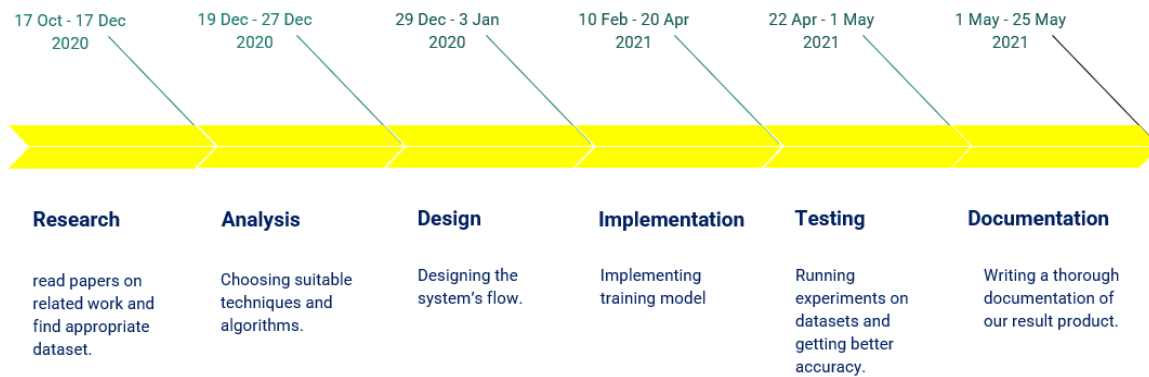 17 Oct - 17 Dec
2020
19 Dec - 27 Dec
2020
29 Dec - 3 Jan
2020
10 Feb - 20 Apr
2021
22 Apr - 1 May
2021
1 May - 25 May
2021
Research
read papers on
related work and
find appropriate
dataset.
Analysis
Choosing suitable
techniques and
algorithms.
Design
Designing the
system's flow.
Implementation
Implementing
training model
Testing
Running
experiments on
datasets and
getting better
accuracy.
Documentation
Writing a thorough
documentation of
our result product.